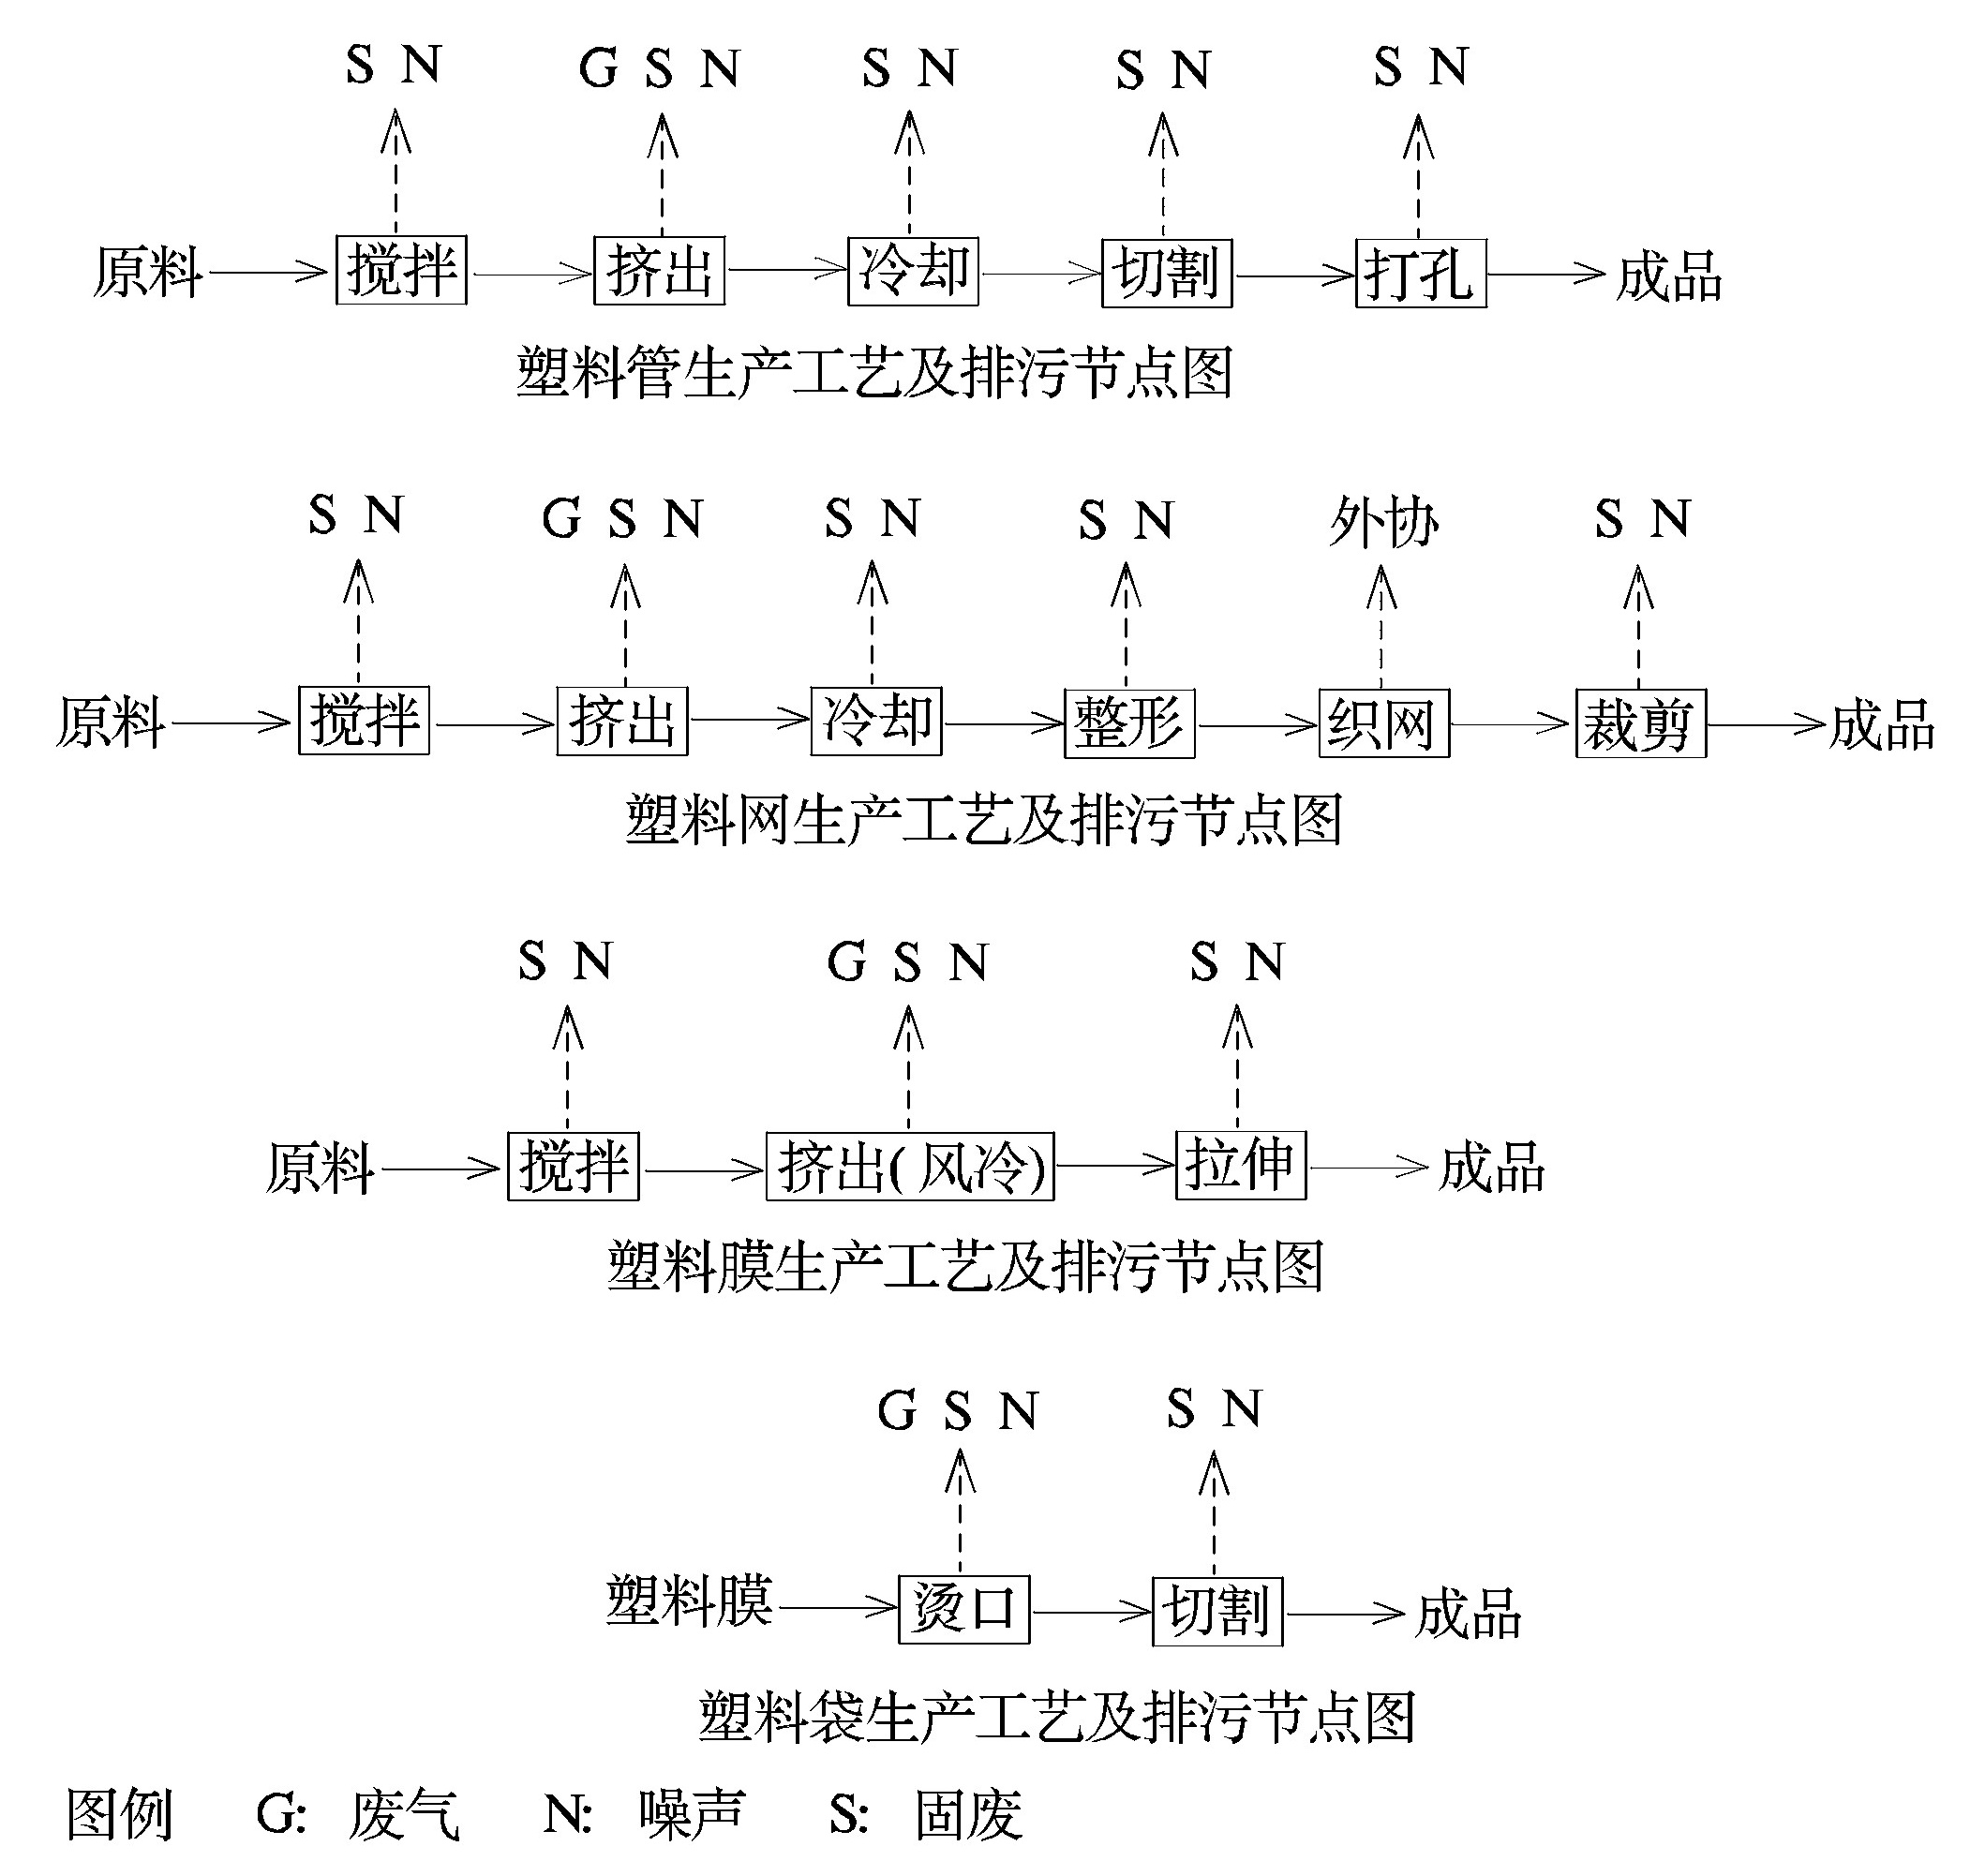 S N G S N S N S N S N
原料 搅拌 挤出 冷却 切割 打孔 成品
塑料管生产工艺及排污节点图
S N G S N S N S N 外协 S N
原料 搅拌 挤出 冷却 整形 织网 裁剪 成品
塑料网生产工艺及排污节点图
S N G S N S N
原料 搅拌 挤出(风冷) 拉伸 成品
塑料膜生产工艺及排污节点图
G S N S N
塑料膜 烫口 切割 成品
塑料袋生产工艺及排污节点图
图例 G: 废气 N: 噪声 S: 固废